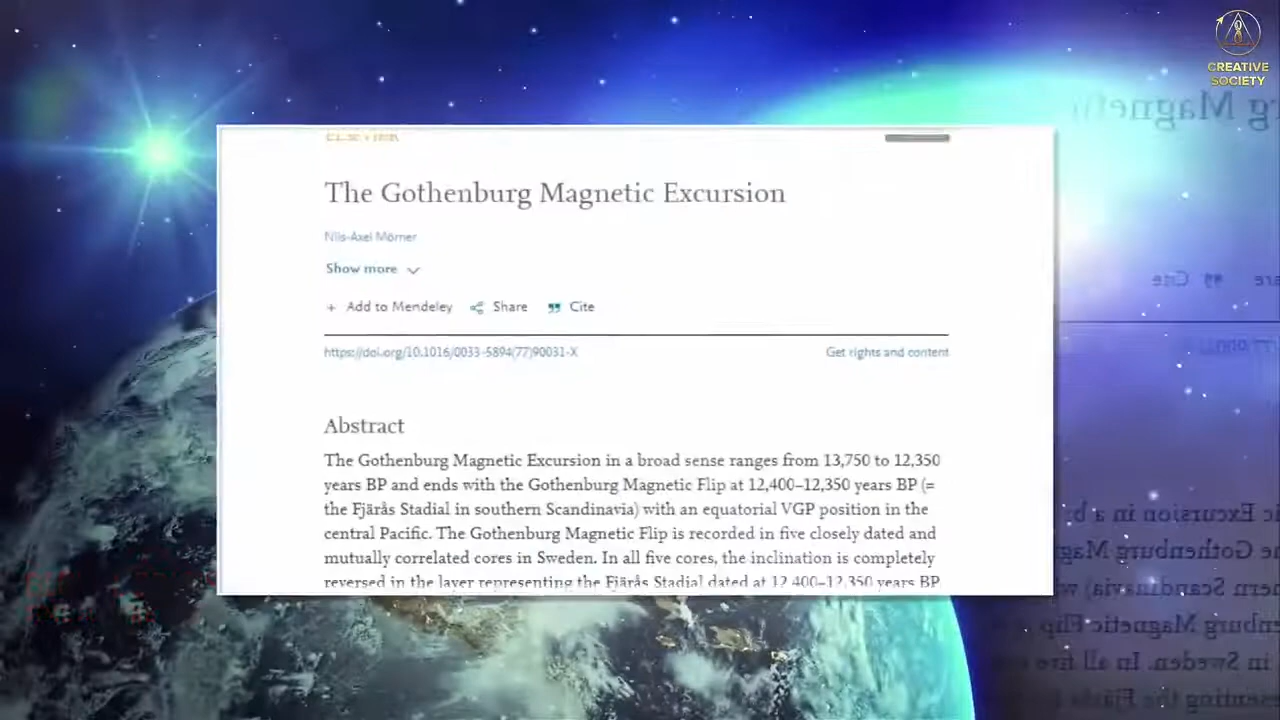 CREATIVE
SOCIETY
ELSEVIER
The Gothenburg Magnetic Excursion
Nils-Axel Mörner
Show more
+ Add to Mendeley Share Cite
https://doi.org/10.1016/0033-5894(77)90031-X Get rights and content
Abstract
The Gothenburg Magnetic Excursion in a broad sense ranges from 13,750 to 12,350
years BP and ends with the Gothenburg Magnetic Flip at 12,400–12,350 years BP (=
the Fjärås Stadial in southern Scandinavia) with an equatorial VGP position in the
central Pacific. The Gothenburg Magnetic Flip is recorded in five closely dated and
mutually correlated cores in Sweden. In all five cores, the inclination is completely
reversed in the layer representing the Fjärås Stadial dated at 12,400–12,350 years BP